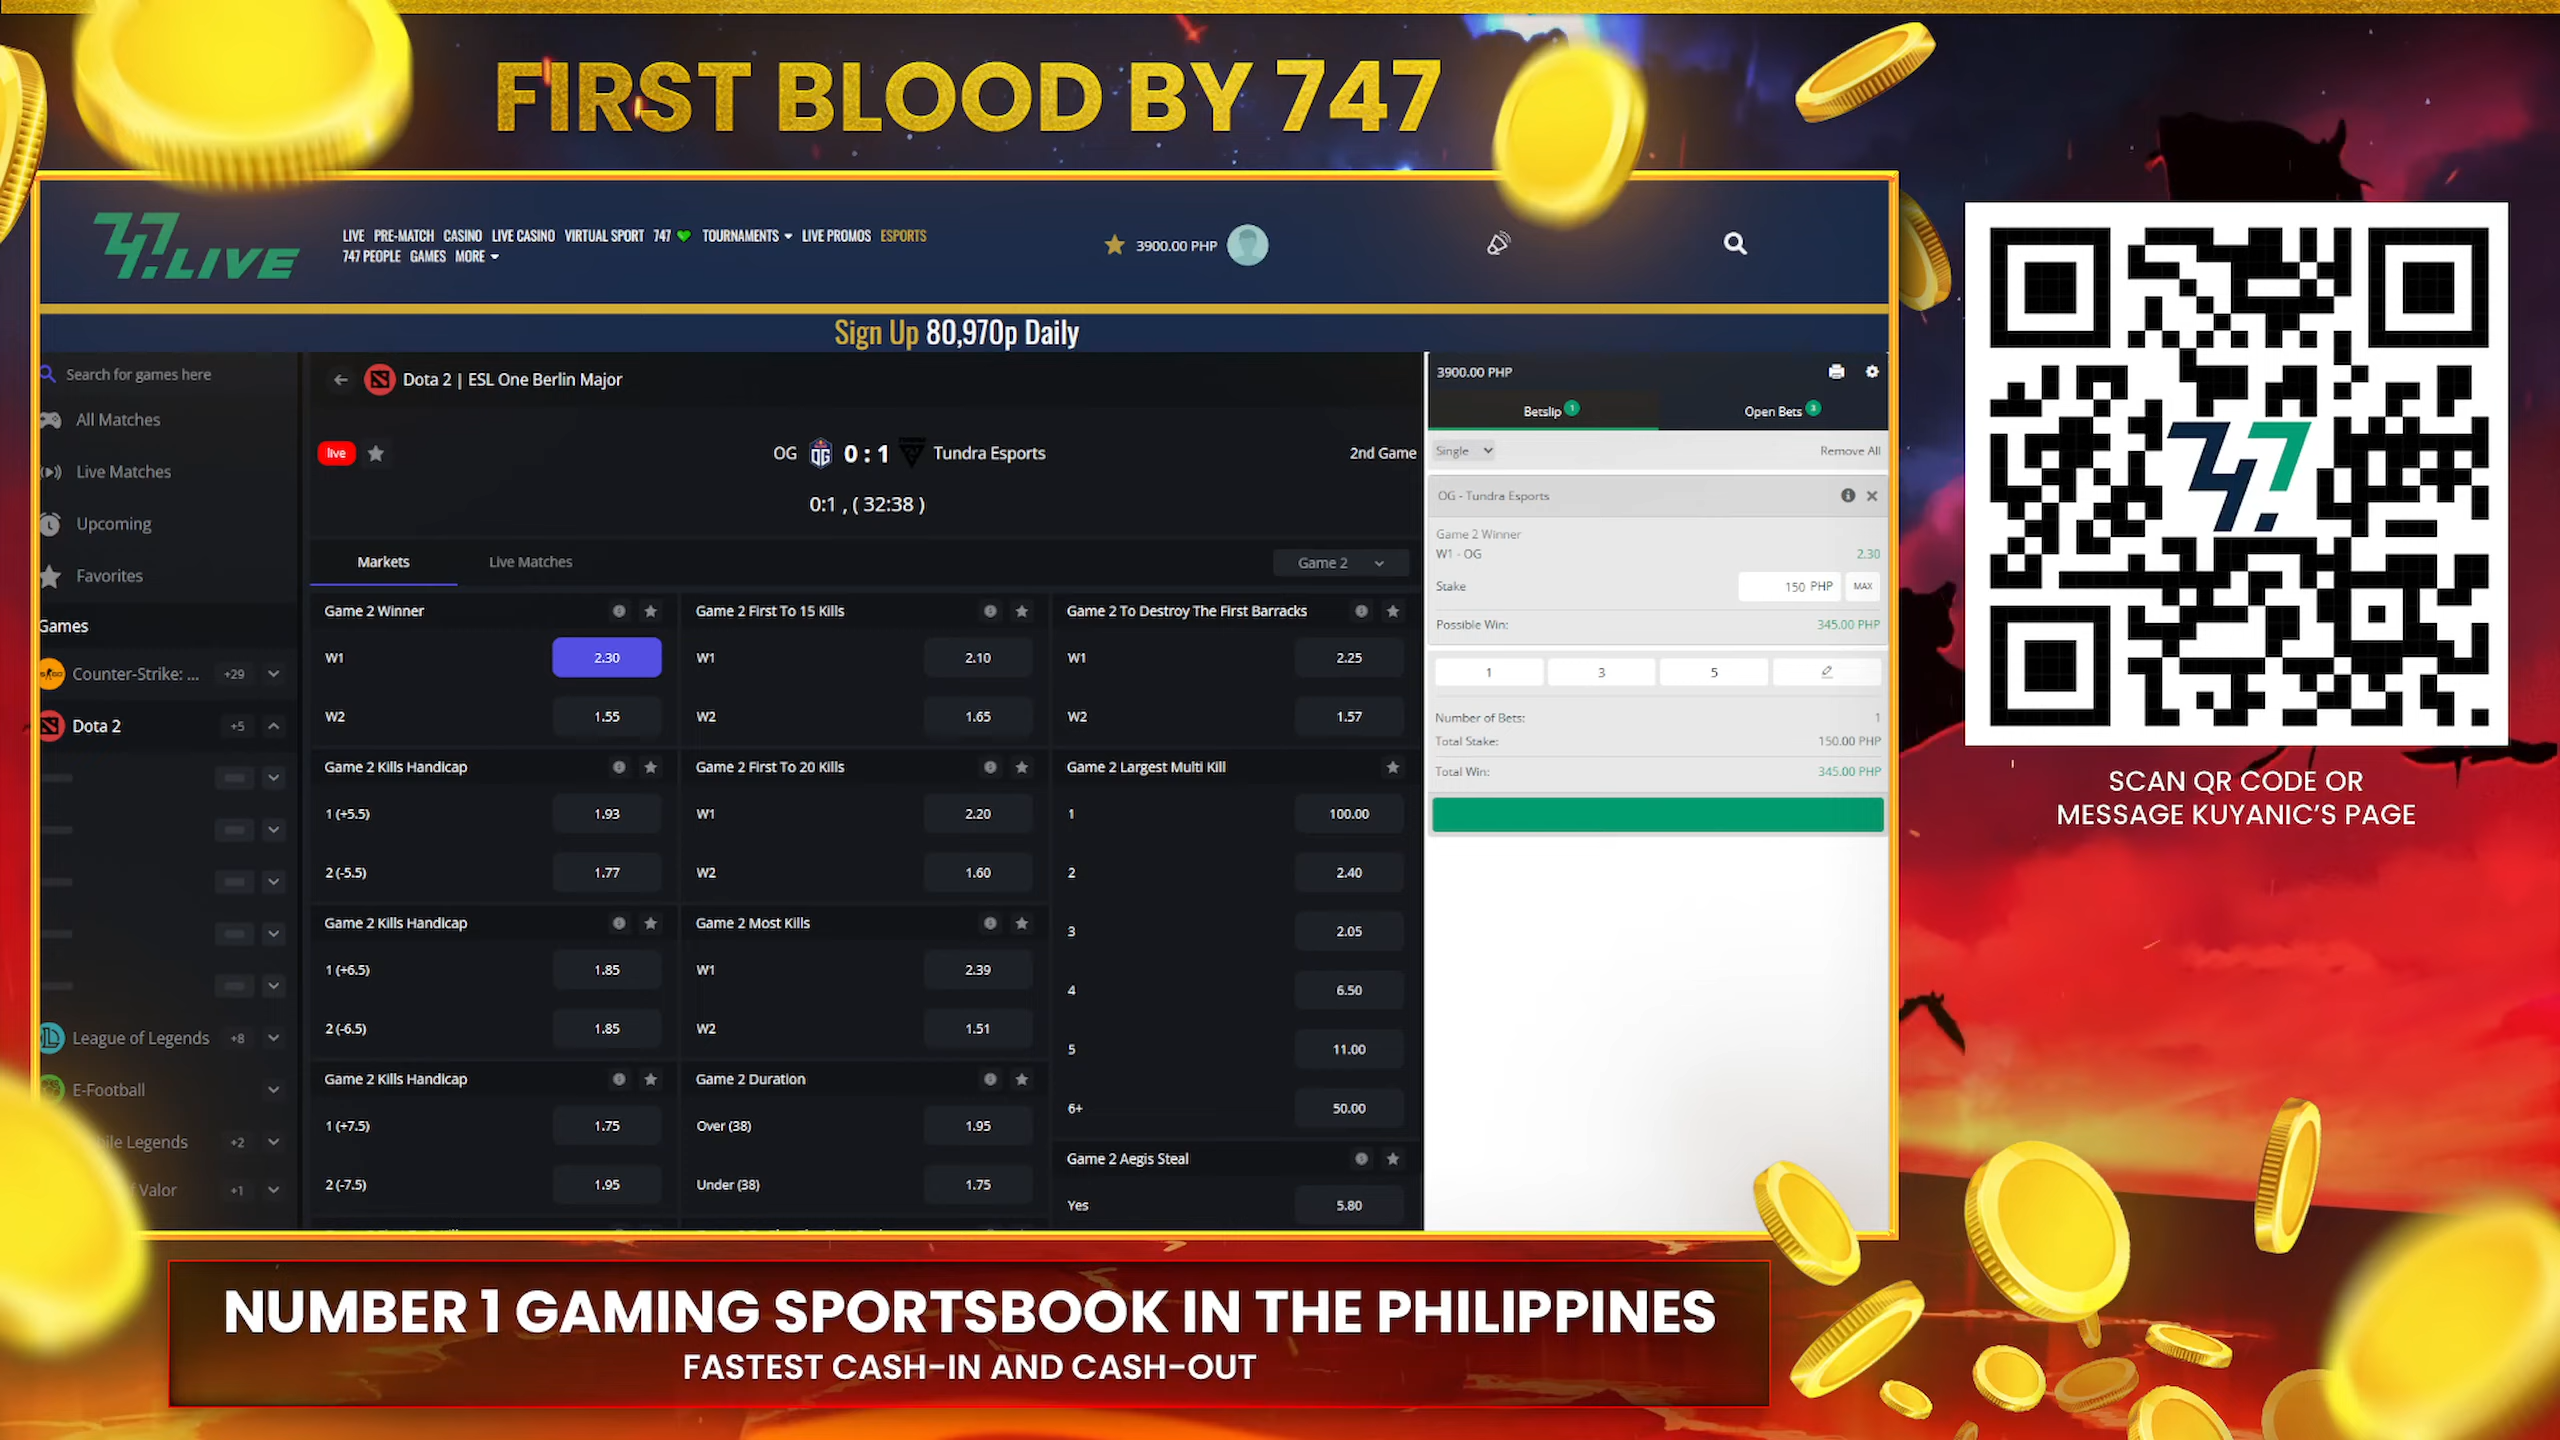 FIRST BLOOD BY 747
747.LIVE
LIVE PRE-MATCH CASINO LIVE CASINO VIRTUAL SPORT 747 TOURNAMENTS LIVE PROMOS ESPORTS
747 PEOPLE GAMES MORE
3900.00 PHP
Sign Up 80,970p Daily
Search for games here
All Matches
Live Matches
Upcoming
Favorites
Games
Counter-Strike: ... +29
Dota 2 +5
League of Legends +8
E-Football
Legends +2
Valor +1
Dota 2 | ESL One Berlin Major
live
OG 0 : 1 Tundra Esports
2nd Game
0:1 , ( 32:38 )
Markets
Live Matches
Game 2
Game 2 Winner
W1 2.30
W2 1.55
Game 2 Kills Handicap
1 (+5.5) 1.93
2 (-5.5) 1.77
Game 2 Kills Handicap
1 (+6.5) 1.85
2 (-6.5) 1.85
Game 2 Kills Handicap
1 (+7.5) 1.75
2 (-7.5) 1.95
Game 2 First To 15 Kills
W1 2.10
W2 1.65
Game 2 First To 20 Kills
W1 2.20
W2 1.60
Game 2 Most Kills
W1 2.39
W2 1.51
Game 2 Duration
Over (38) 1.95
Under (38) 1.75
Game 2 To Destroy The First Barracks
W1 2.25
W2 1.57
Game 2 Largest Multi Kill
1 100.00
2 2.40
3 2.05
4 6.50
5 11.00
6+ 50.00
Game 2 Aegis Steal
Yes 5.80
3900.00 PHP
Betslip 1
Open Bets 3
Single
Remove All
OG - Tundra Esports
Game 2 Winner
W1 - OG 2.30
Stake 150 PHP MAX
Possible Win: 345.00 PHP
1 3 5
Number of Bets: 1
Total Stake: 150.00 PHP
Total Win: 345.00 PHP
747.
SCAN QR CODE OR
MESSAGE KUYANIC'S PAGE
NUMBER 1 GAMING SPORTSBOOK IN THE PHILIPPINES
FASTEST CASH-IN AND CASH-OUT